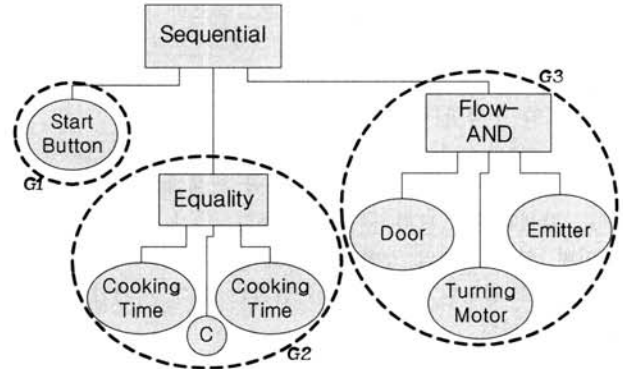 Sequential
G3
Start
Button
G1
Flow-
AND
Equality
Door
Emitter
Cooking
Time
Cooking
Time
Turning
Motor
C
G2